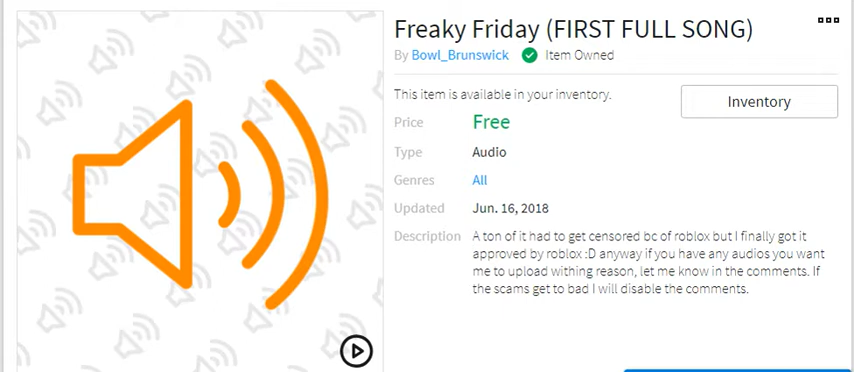 Freaky Friday (FIRST FULL SONG)
By Bowl_Brunswick Item Owned
This item is available in your inventory.
Inventory
Price Free
Type Audio
Genres All
Updated Jun. 16, 2018
Description A ton of it had to get censored bc of roblox but I finally got it
approved by roblox :D anyway if you have any audios you want
me to upload withing reason, let me know in the comments. If
the scams get to bad I will disable the comments.